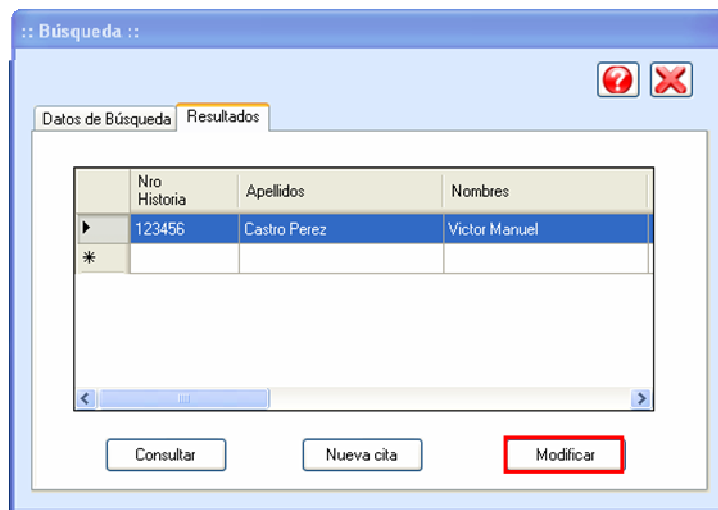 :: Búsqueda ::
Datos de Búsqueda Resultados
Nro
Historia Apellidos Nombres
123456 Castro Perez Victor Manuel
Consultar Nueva cita Modificar